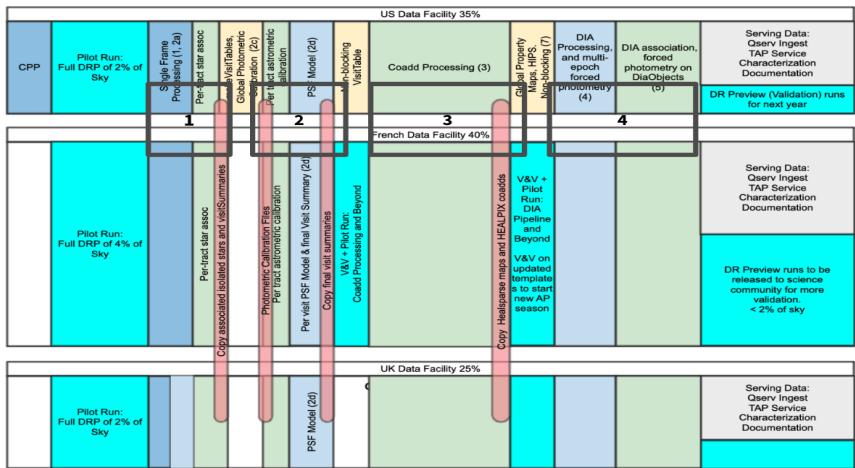 US Data Facility 35%
CPP
Pilot Run:
Full DRP of 2% of
Sky
Single Frame
Processing (1, 2a)
Per-tract star assoc
Global Photometric
Calibration (2c)
Per tract astrometric
calibration
PSF Model (2d)
Non-blocking
VisitTable
Coadd Processing (3)
Global Property
Maps, HIPS,
Non-blocking (7)
DIA
Processing,
and multi-
epoch
forced
photometry
(4)
DIA association,
forced
photometry on
DiaObjects
(5)
Serving Data:
Qserv Ingest
TAP Service
Characterization
Documentation
DR Preview (Validation) runs
for next year
1
2
3
4
French Data Facility 40%
Pilot Run:
Full DRP of 4% of
Sky
Per-tract star assoc
Copy associated isolated stars and visitSummaries
Photometric Calibration Files
Per tract astrometric calibration
Per visit PSF Model & final Visit Summary (2d)
Copy final visit summaries
V&V + Pilot Run:
Coadd Processing and Beyond
Copy Healsparse maps and HEALPIX coadds
V&V +
Pilot
Run:
DIA
Pipeline
and
Beyond
V&V on
updated
template
s to start
new AP
season
Serving Data:
Qserv Ingest
TAP Service
Characterization
Documentation
DR Preview runs to be
released to science
community for more
validation.
< 2% of sky
UK Data Facility 25%
Pilot Run:
Full DRP of 2% of
Sky
PSF Model (2d)
Serving Data:
Qserv Ingest
TAP Service
Characterization
Documentation